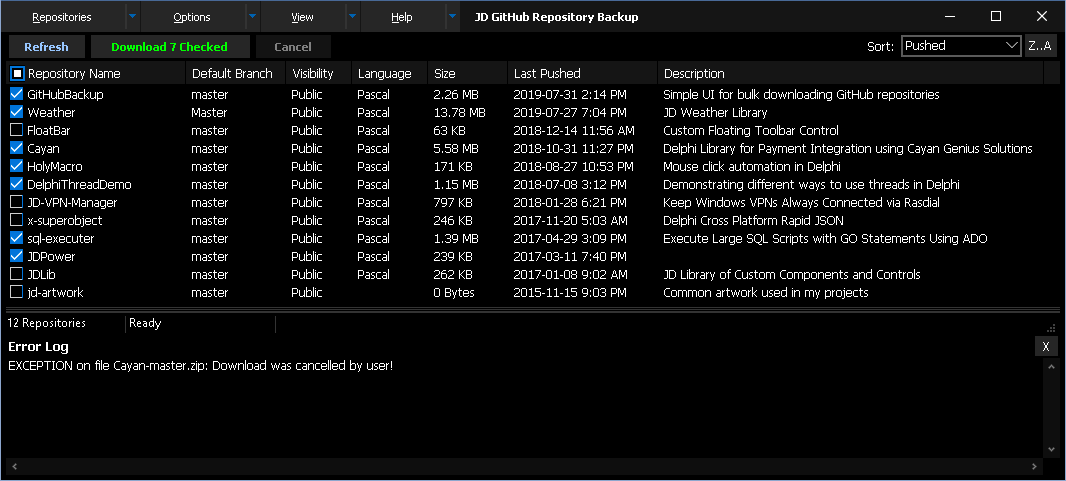 Repositories Options View Help JD GitHub Repository Backup
Refresh Download 7 Checked Cancel Sort: Pushed Z..A
Repository Name Default Branch Visibility Language Size Last Pushed Description
GitHubBackup master Public Pascal 2.26 MB 2019-07-31 2:14 PM Simple UI for bulk downloading GitHub repositories
Weather Master Public Pascal 13.78 MB 2019-07-27 7:04 PM JD Weather Library
FloatBar master Public Pascal 63 KB 2018-12-14 11:56 AM Custom Floating Toolbar Control
Cayan master Public Pascal 5.58 MB 2018-10-31 11:27 PM Delphi Library for Payment Integration using Cayan Genius Solutions
HolyMacro master Public Pascal 171 KB 2018-08-27 10:53 PM Mouse click automation in Delphi
DelphiThreadDemo master Public Pascal 1.15 MB 2018-07-08 3:12 PM Demonstrating different ways to use threads in Delphi
JD-VPN-Manager master Public Pascal 797 KB 2018-01-28 6:21 PM Keep Windows VPNs Always Connected via Rasdial
x-superobject master Public Pascal 246 KB 2017-11-20 5:03 AM Delphi Cross Platform Rapid JSON
sql-executer master Public Pascal 1.39 MB 2017-04-29 3:09 PM Execute Large SQL Scripts with GO Statements Using ADO
JDPower master Public Pascal 239 KB 2017-03-11 7:40 PM
JDLib master Public Pascal 262 KB 2017-01-08 9:02 AM JD Library of Custom Components and Controls
jd-artwork master Public 0 Bytes 2015-11-15 9:03 PM Common artwork used in my projects
12 Repositories Ready
Error Log X
EXCEPTION on file Cayan-master.zip: Download was cancelled by user!